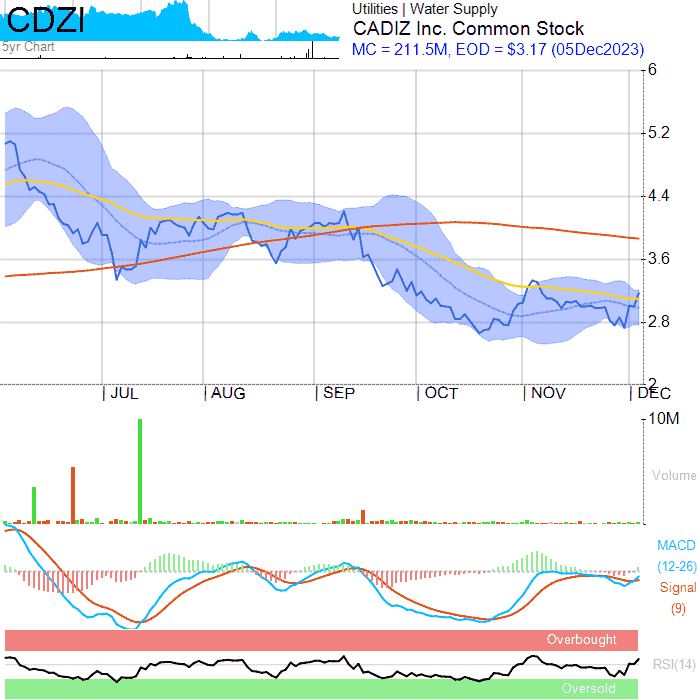 CDZI
5yr Chart
Utilities | Water Supply
CADIZ Inc. Common Stock
MC = 211.5M, EOD = $3.17 (05Dec2023)
6
5.2
4.4
3.6
2.8
2
JUL AUG SEP OCT NOV DEC
10M
Volume
MACD
(12-26)
Signal
(9)
Overbought
RSI(14)
Oversold